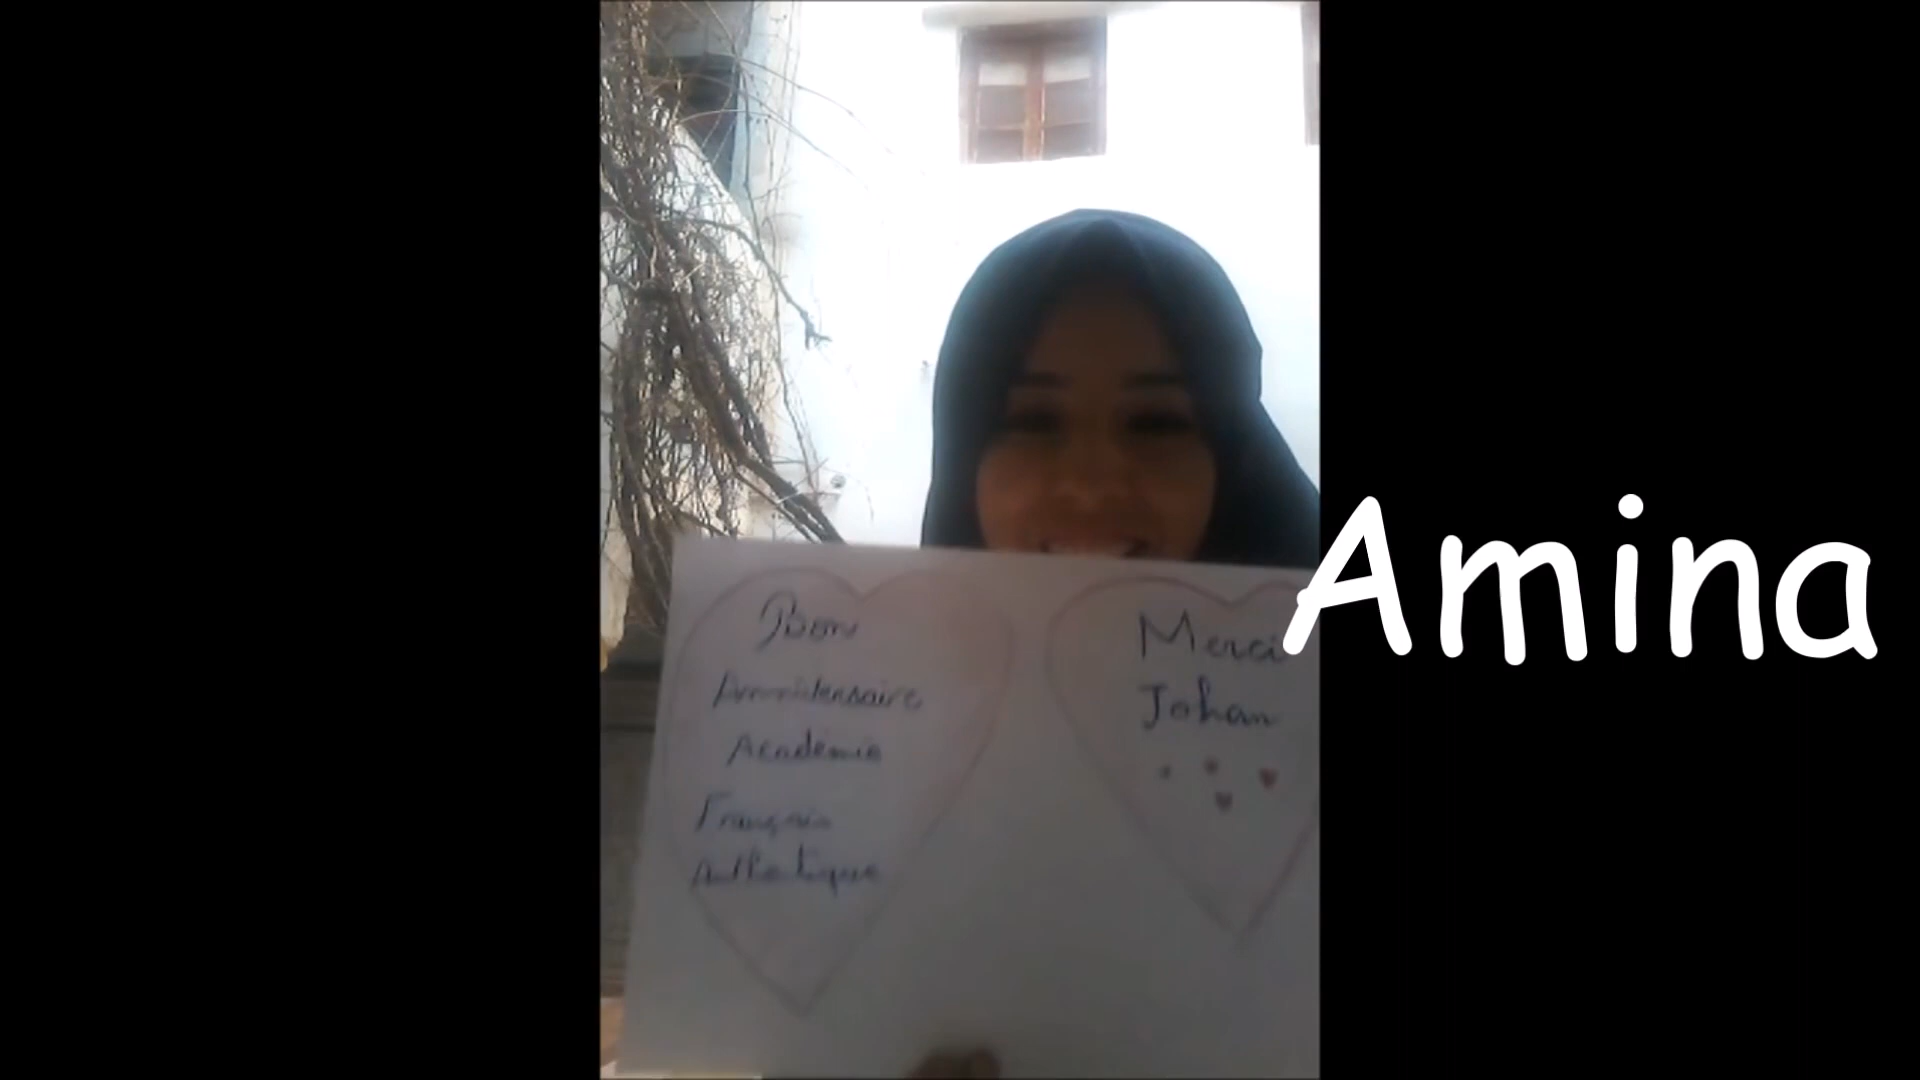 Bon
Anniversaire
Académie
Français
Authentique
Merci
Johan
Amina